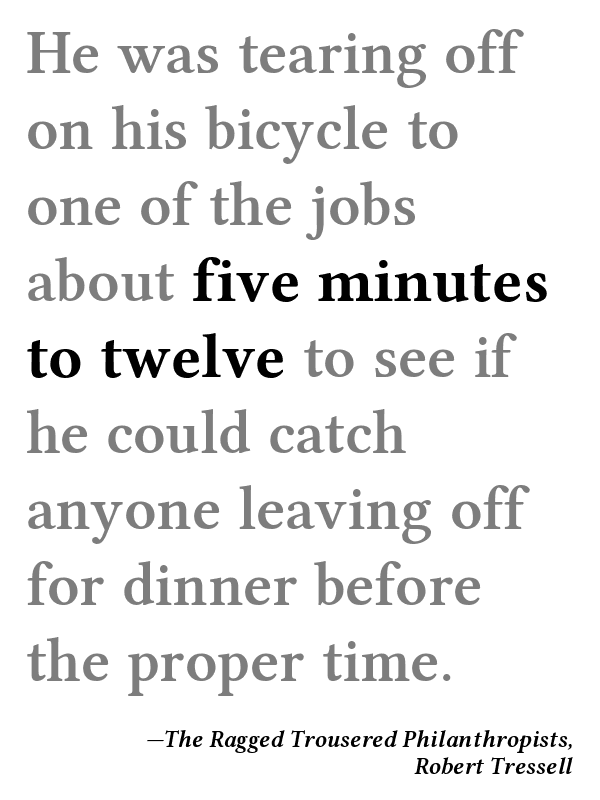 He was tearing off
on his bicycle to
one of the jobs
about five minutes
to twelve to see if
he could catch
anyone leaving off
for dinner before
the proper time.
—The Ragged Trousered Philanthropists,
Robert Tressell